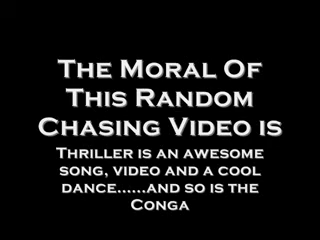 The Moral Of
This Random
Chasing Video is
Thriller is an awesome
song, video and a cool
dance......and so is the
Conga